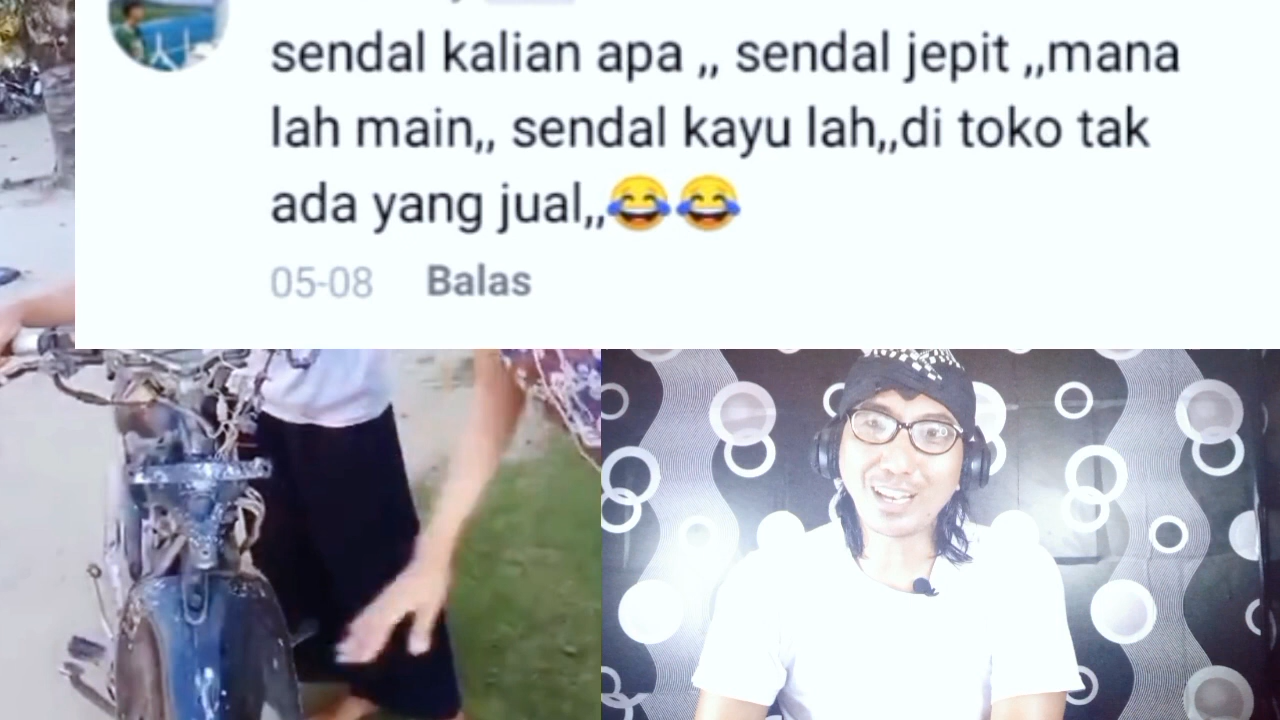 sendal kalian apa ,, sendal jepit ,,mana
lah main,, sendal kayu lah,,di toko tak
ada yang jual,,😂😂
05-08 Balas